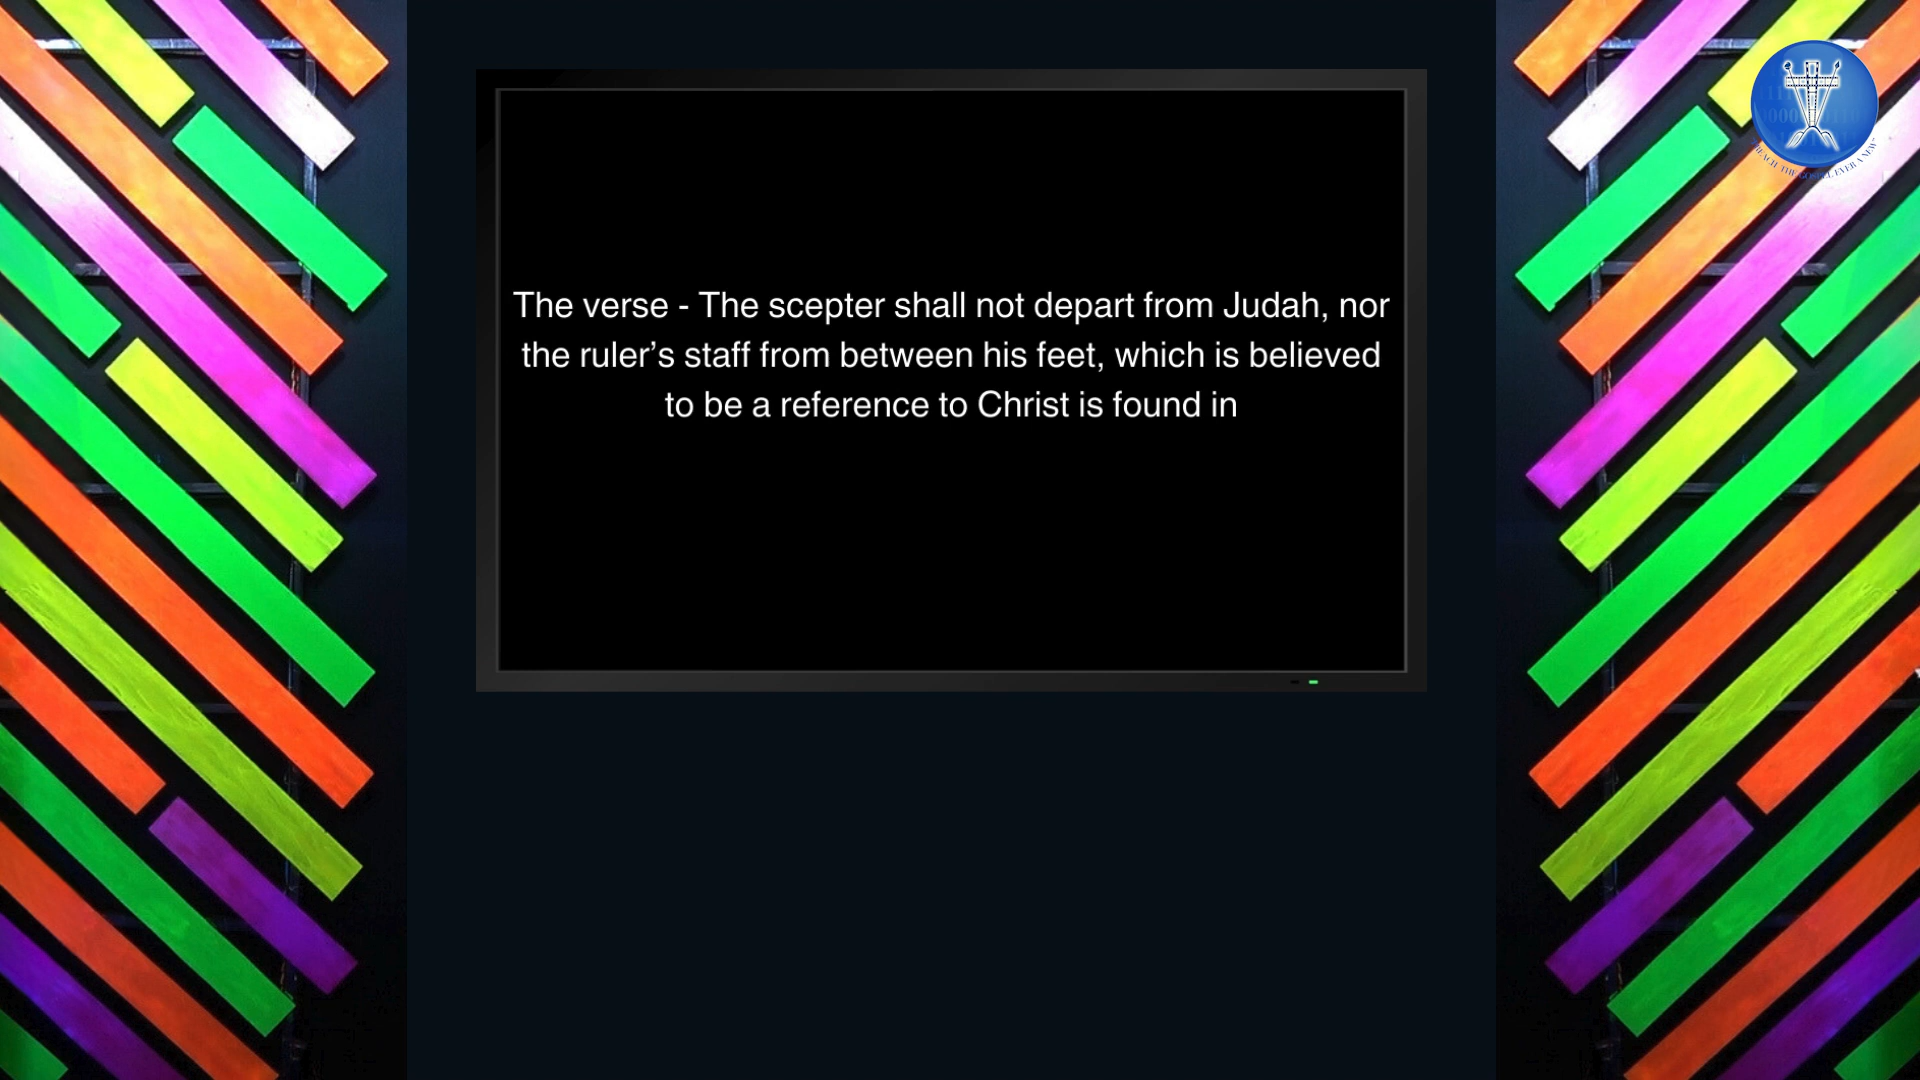 The verse - The scepter shall not depart from Judah, nor
the ruler’s staff from between his feet, which is believed
to be a reference to Christ is found in